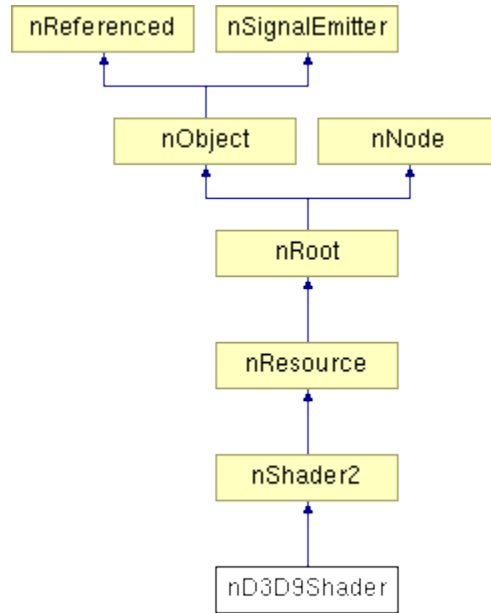 nReferenced
nSignalEmitter
nObject
nNode
nRoot
nResource
nShader2
nD3D9Shader